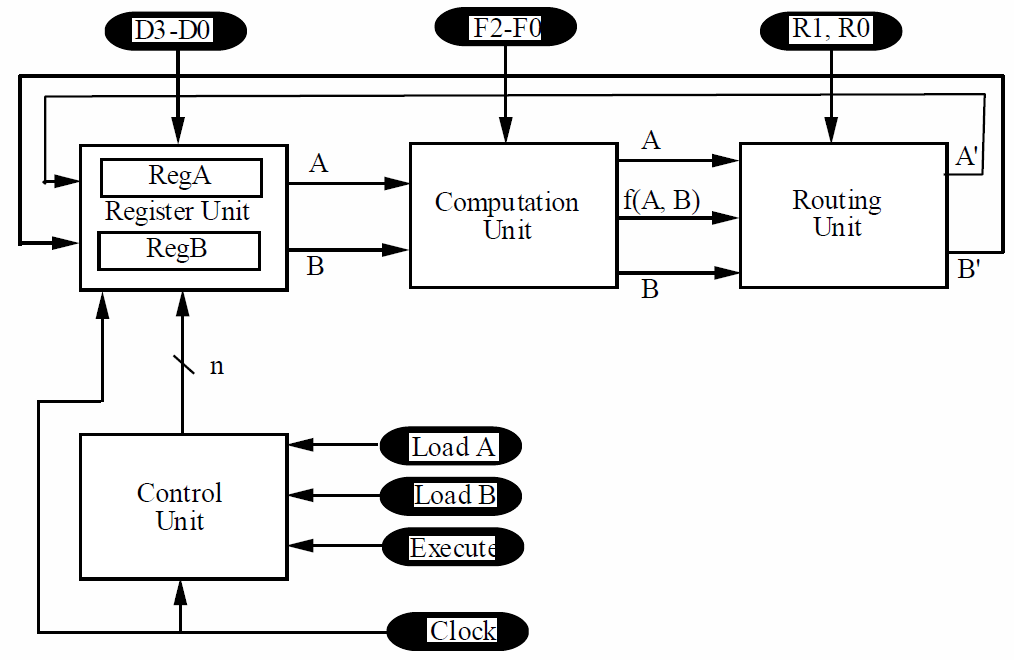 D3-D0
F2-F0
R1, R0
RegA
Register Unit
RegB
A
B
Computation
Unit
A
f(A, B)
B
Routing
Unit
A'
B'
n
Control
Unit
Load A
Load B
Execute
Clock